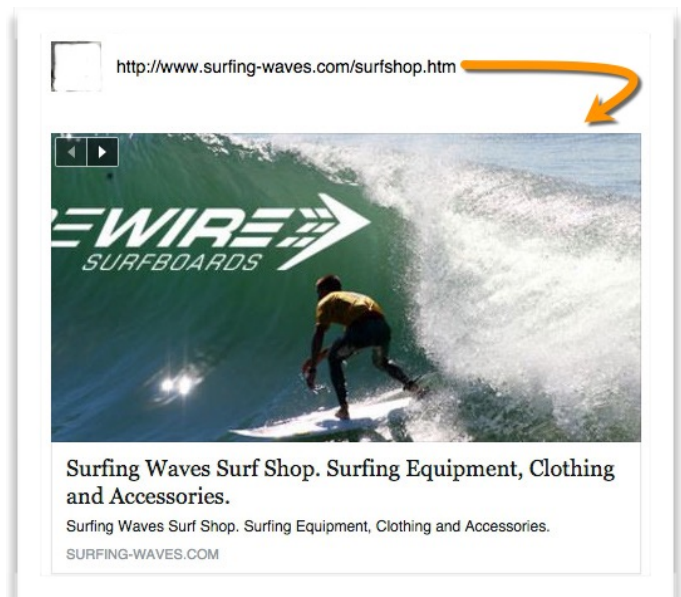 http://www.surfing-waves.com/surfshop.htm
EWIRE
SURFBOARDS
Surfing Waves Surf Shop. Surfing Equipment, Clothing
and Accessories.
Surfing Waves Surf Shop. Surfing Equipment, Clothing and Accessories.
SURFING-WAVES.COM